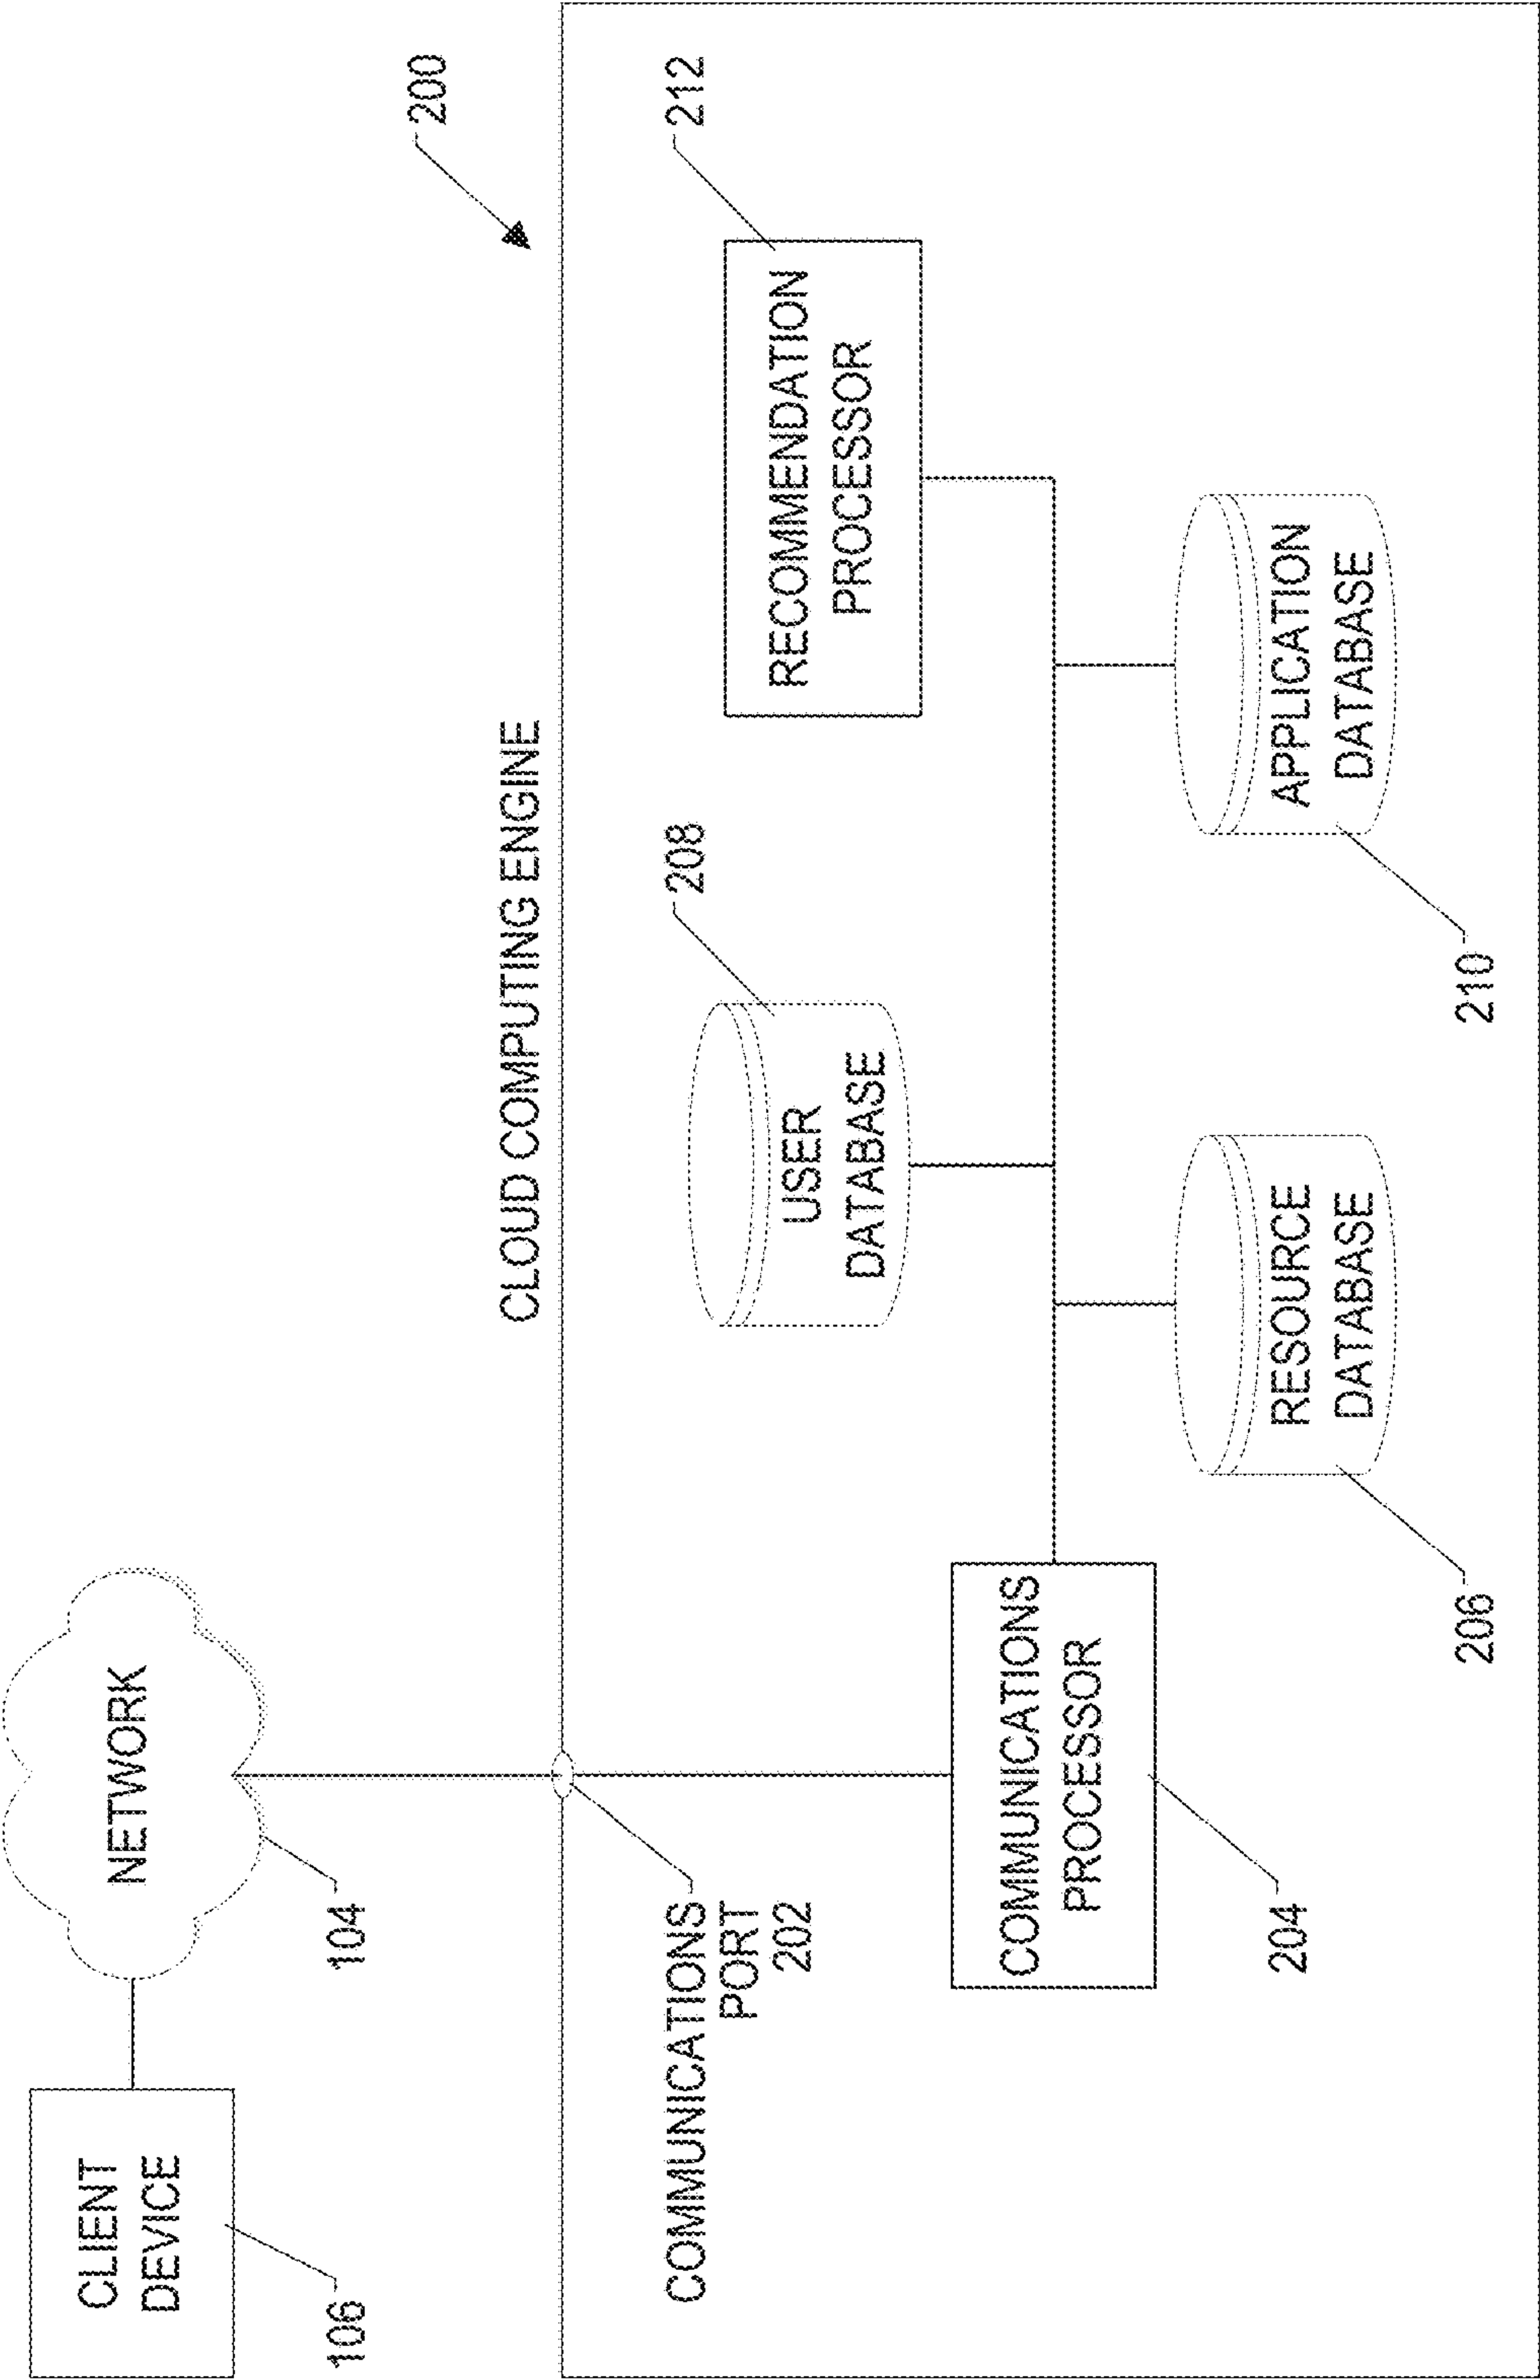 CLIENT
DEVICE
106
NETWORK
104
200
CLOUD COMPUTING ENGINE
COMMUNICATIONS
PORT
202
USER
DATABASE
208
RECOMMENDATION
PROCESSOR
212
COMMUNICATIONS
PROCESSOR
204
RESOURCE
DATABASE
206
APPLICATION
DATABASE
210